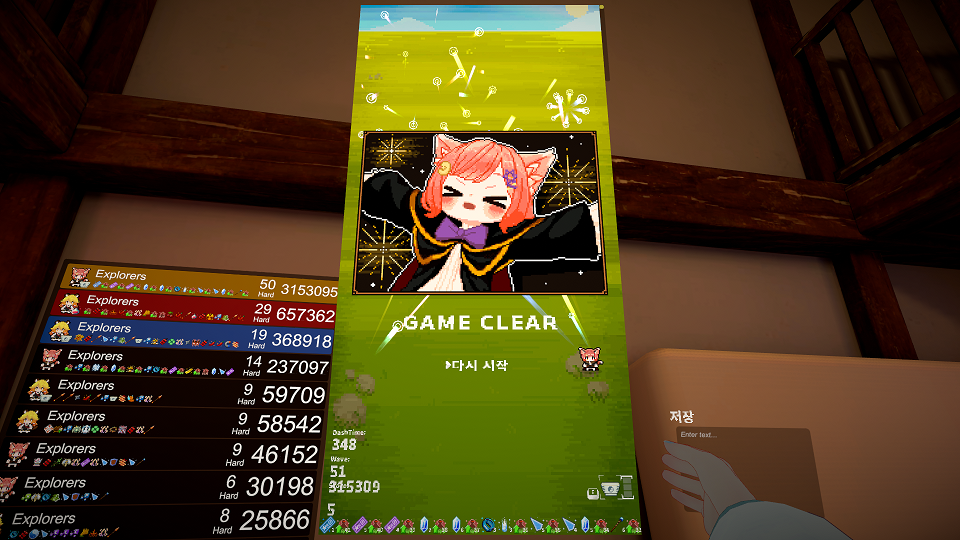 Explorers
50
Hard
3153095
Explorers
29
Hard
657362
Explorers
19
Hard
368918
Explorers
14
Hard
237097
Explorers
9
Hard
59709
Explorers
9
Hard
58542
Explorers
9
Hard
46152
Explorers
6
Hard
30198
Explorers
8
Hard
25866
GAME CLEAR
▶다시 시작
DashTime:
348
Wave:
51
315309
5
저장
Enter text...